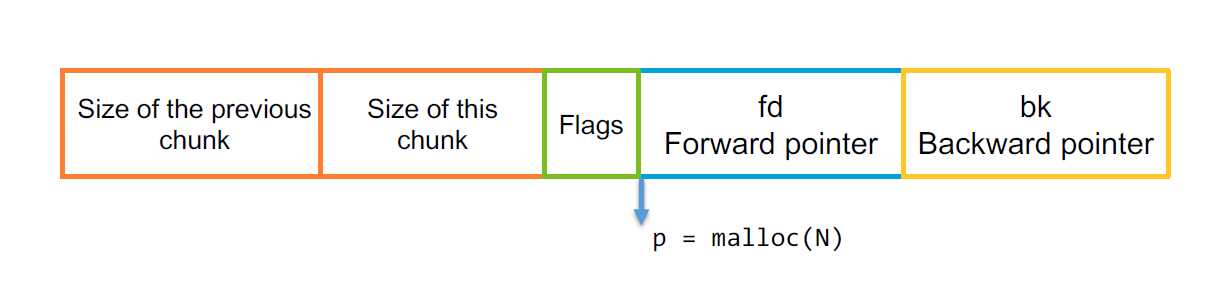 Size of the previous
chunk
Size of this
chunk
Flags
fd
Forward pointer
bk
Backward pointer
p = malloc(N)